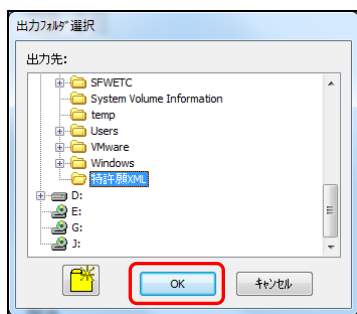 出力ﾌｫﾙﾀﾞ選択
出力先:
SFWETC
System Volume Information
temp
Users
VMware
Windows
特許願XML
D:
E:
G:
J:
OK
ｷｬﾝｾﾙ